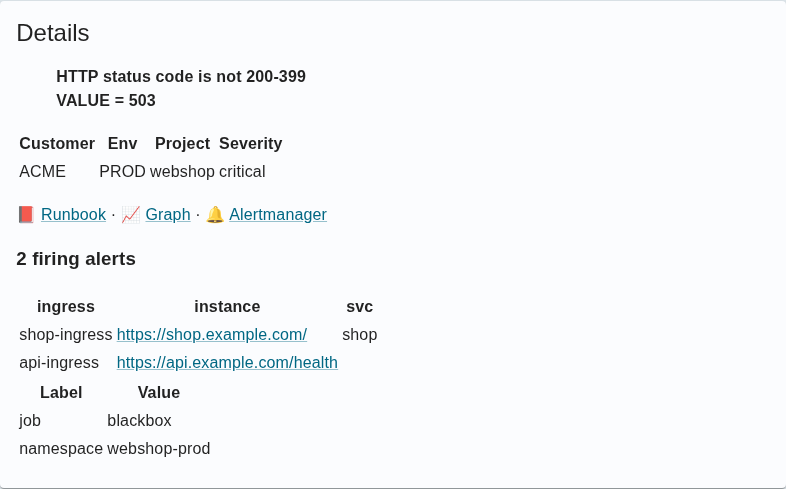 Details
HTTP status code is not 200-399
VALUE = 503
Customer Env Project Severity
ACME PROD webshop critical
📕 Runbook · 📈 Graph · 🔔 Alertmanager
2 firing alerts
ingress instance svc
shop-ingress https://shop.example.com/ shop
api-ingress https://api.example.com/health
Label Value
job blackbox
namespace webshop-prod